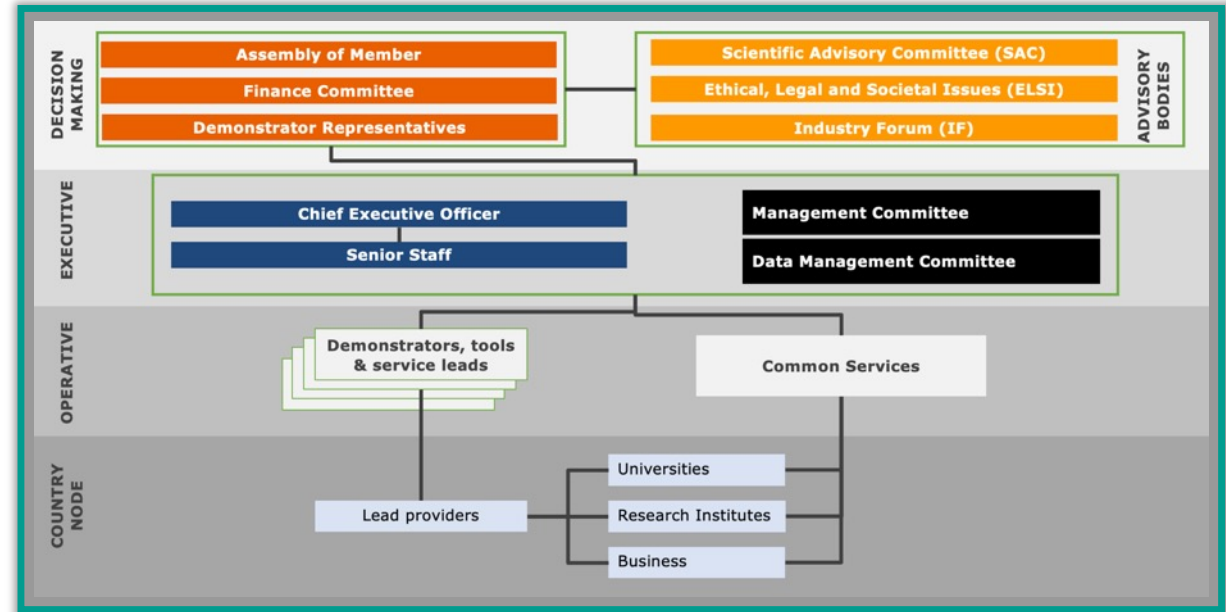 DECISION
MAKING
Assembly of Member
Finance Committee
Demonstrator Representatives
Scientific Advisory Committee (SAC)
Ethical, Legal and Societal Issues (ELSI)
Industry Forum (IF)
ADVISORY
BODIES
EXECUTIVE
Chief Executive Officer
Senior Staff
Management Committee
Data Management Committee
OPERATIVE
Demonstrators, tools
& service leads
Common Services
COUNTRY
NODE
Lead providers
Universities
Research Institutes
Business